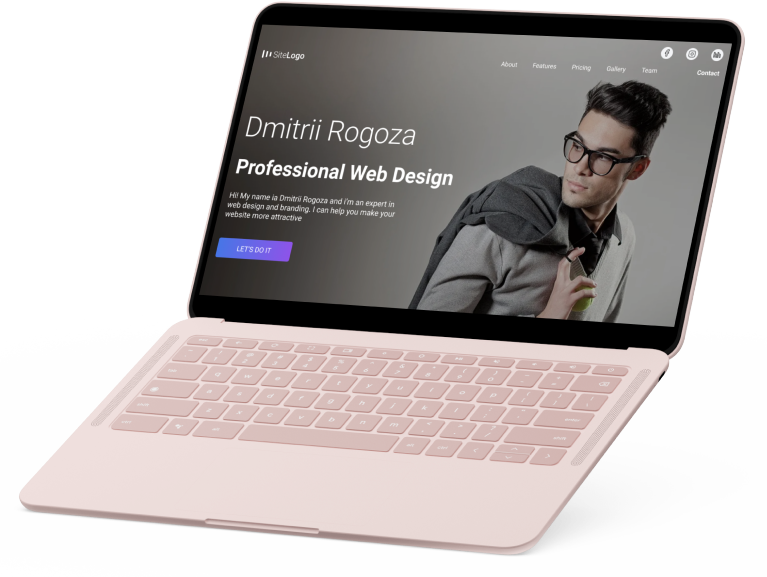 SiteLogo
About Features Pricing Gallery Team Contact
Dmitrii Rogoza
Professional Web Design
Hi! My name ia Dmitrii Rogoza and i'm an expert in
web design and branding. I can help you make your
website more attractive
LET'S DO IT